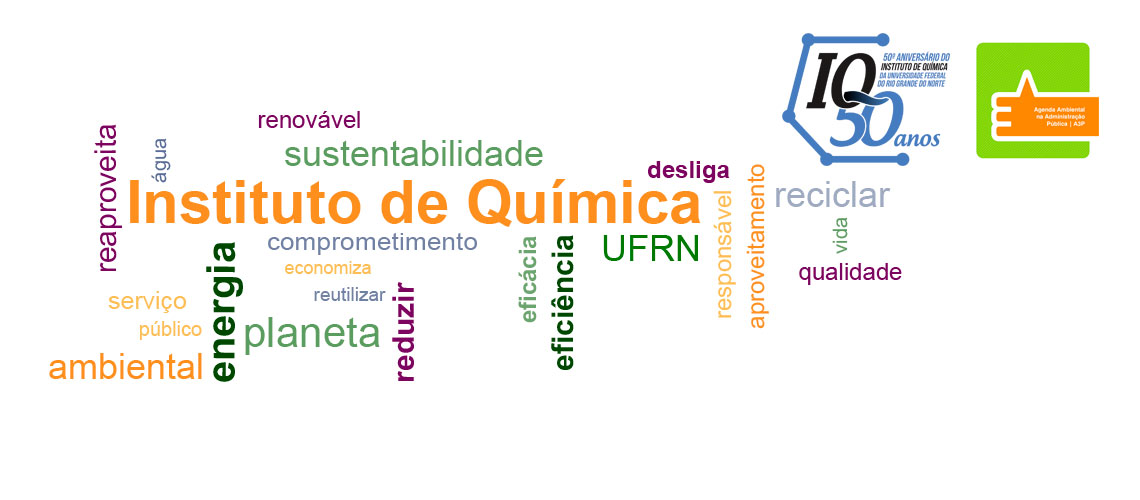 50º ANIVERSÁRIO DO
INSTITUTO DE QUÍMICA
DA UNIVERSIDADE FEDERAL
DO RIO GRANDE DO NORTE
IQ
50 anos
Agenda Ambiental
na Administração
Pública | A3P
renovável
reaproveita
água
sustentabilidade
desliga
Instituto de Química
responsável
aproveitamento
reciclar
vida
qualidade
comprometimento
UFRN
energia
economiza
eficácia
eficiência
serviço
reutilizar
reduzir
público
planeta
ambiental